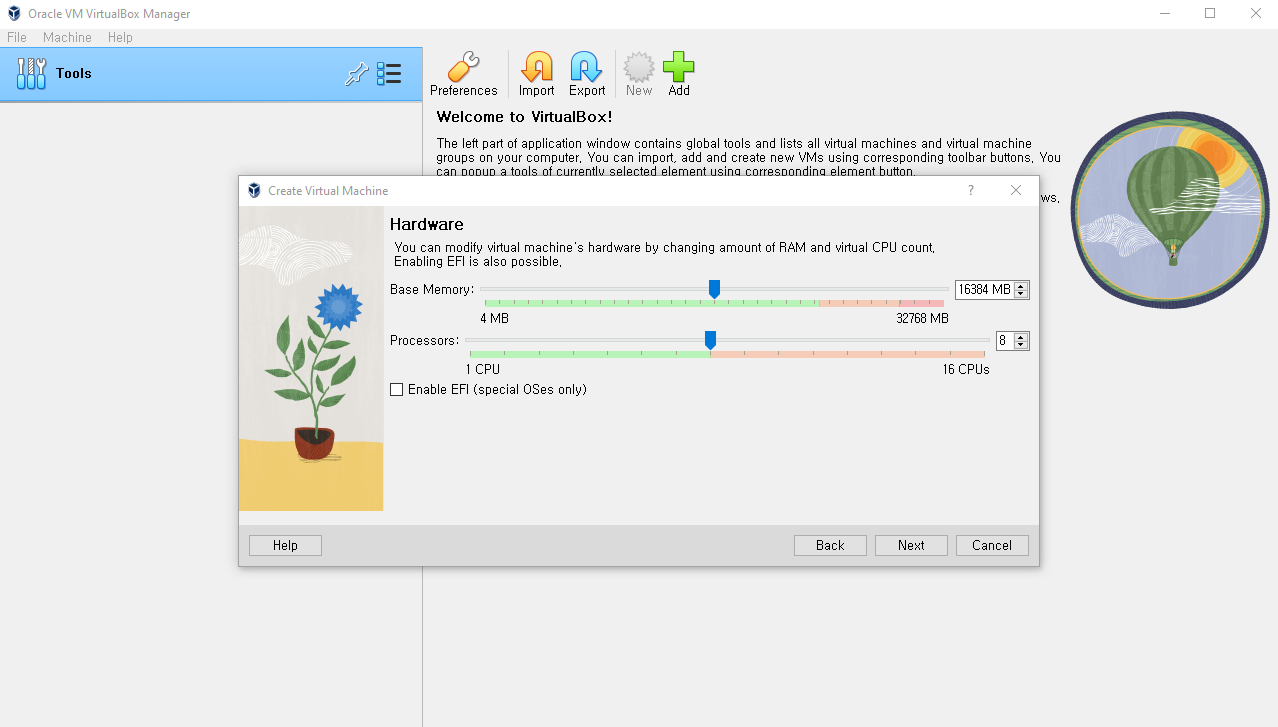 Oracle VM VirtualBox Manager
File Machine Help
Tools
Preferences Import Export New Add
Welcome to VirtualBox!
The left part of application window contains global tools and lists all virtual machines and virtual machine
groups on your computer. You can import, add and create new VMs using corresponding toolbar buttons. You
can popup a tools of currently selected element using corresponding element button.
ws.
Create Virtual Machine
?
Hardware
You can modify virtual machine's hardware by changing amount of RAM and virtual CPU count.
Enabling EFI is also possible.
Base Memory: 16384 MB
4 MB 32768 MB
Processors: 8
1 CPU 16 CPUs
Enable EFI (special OSes only)
Help Back Next Cancel